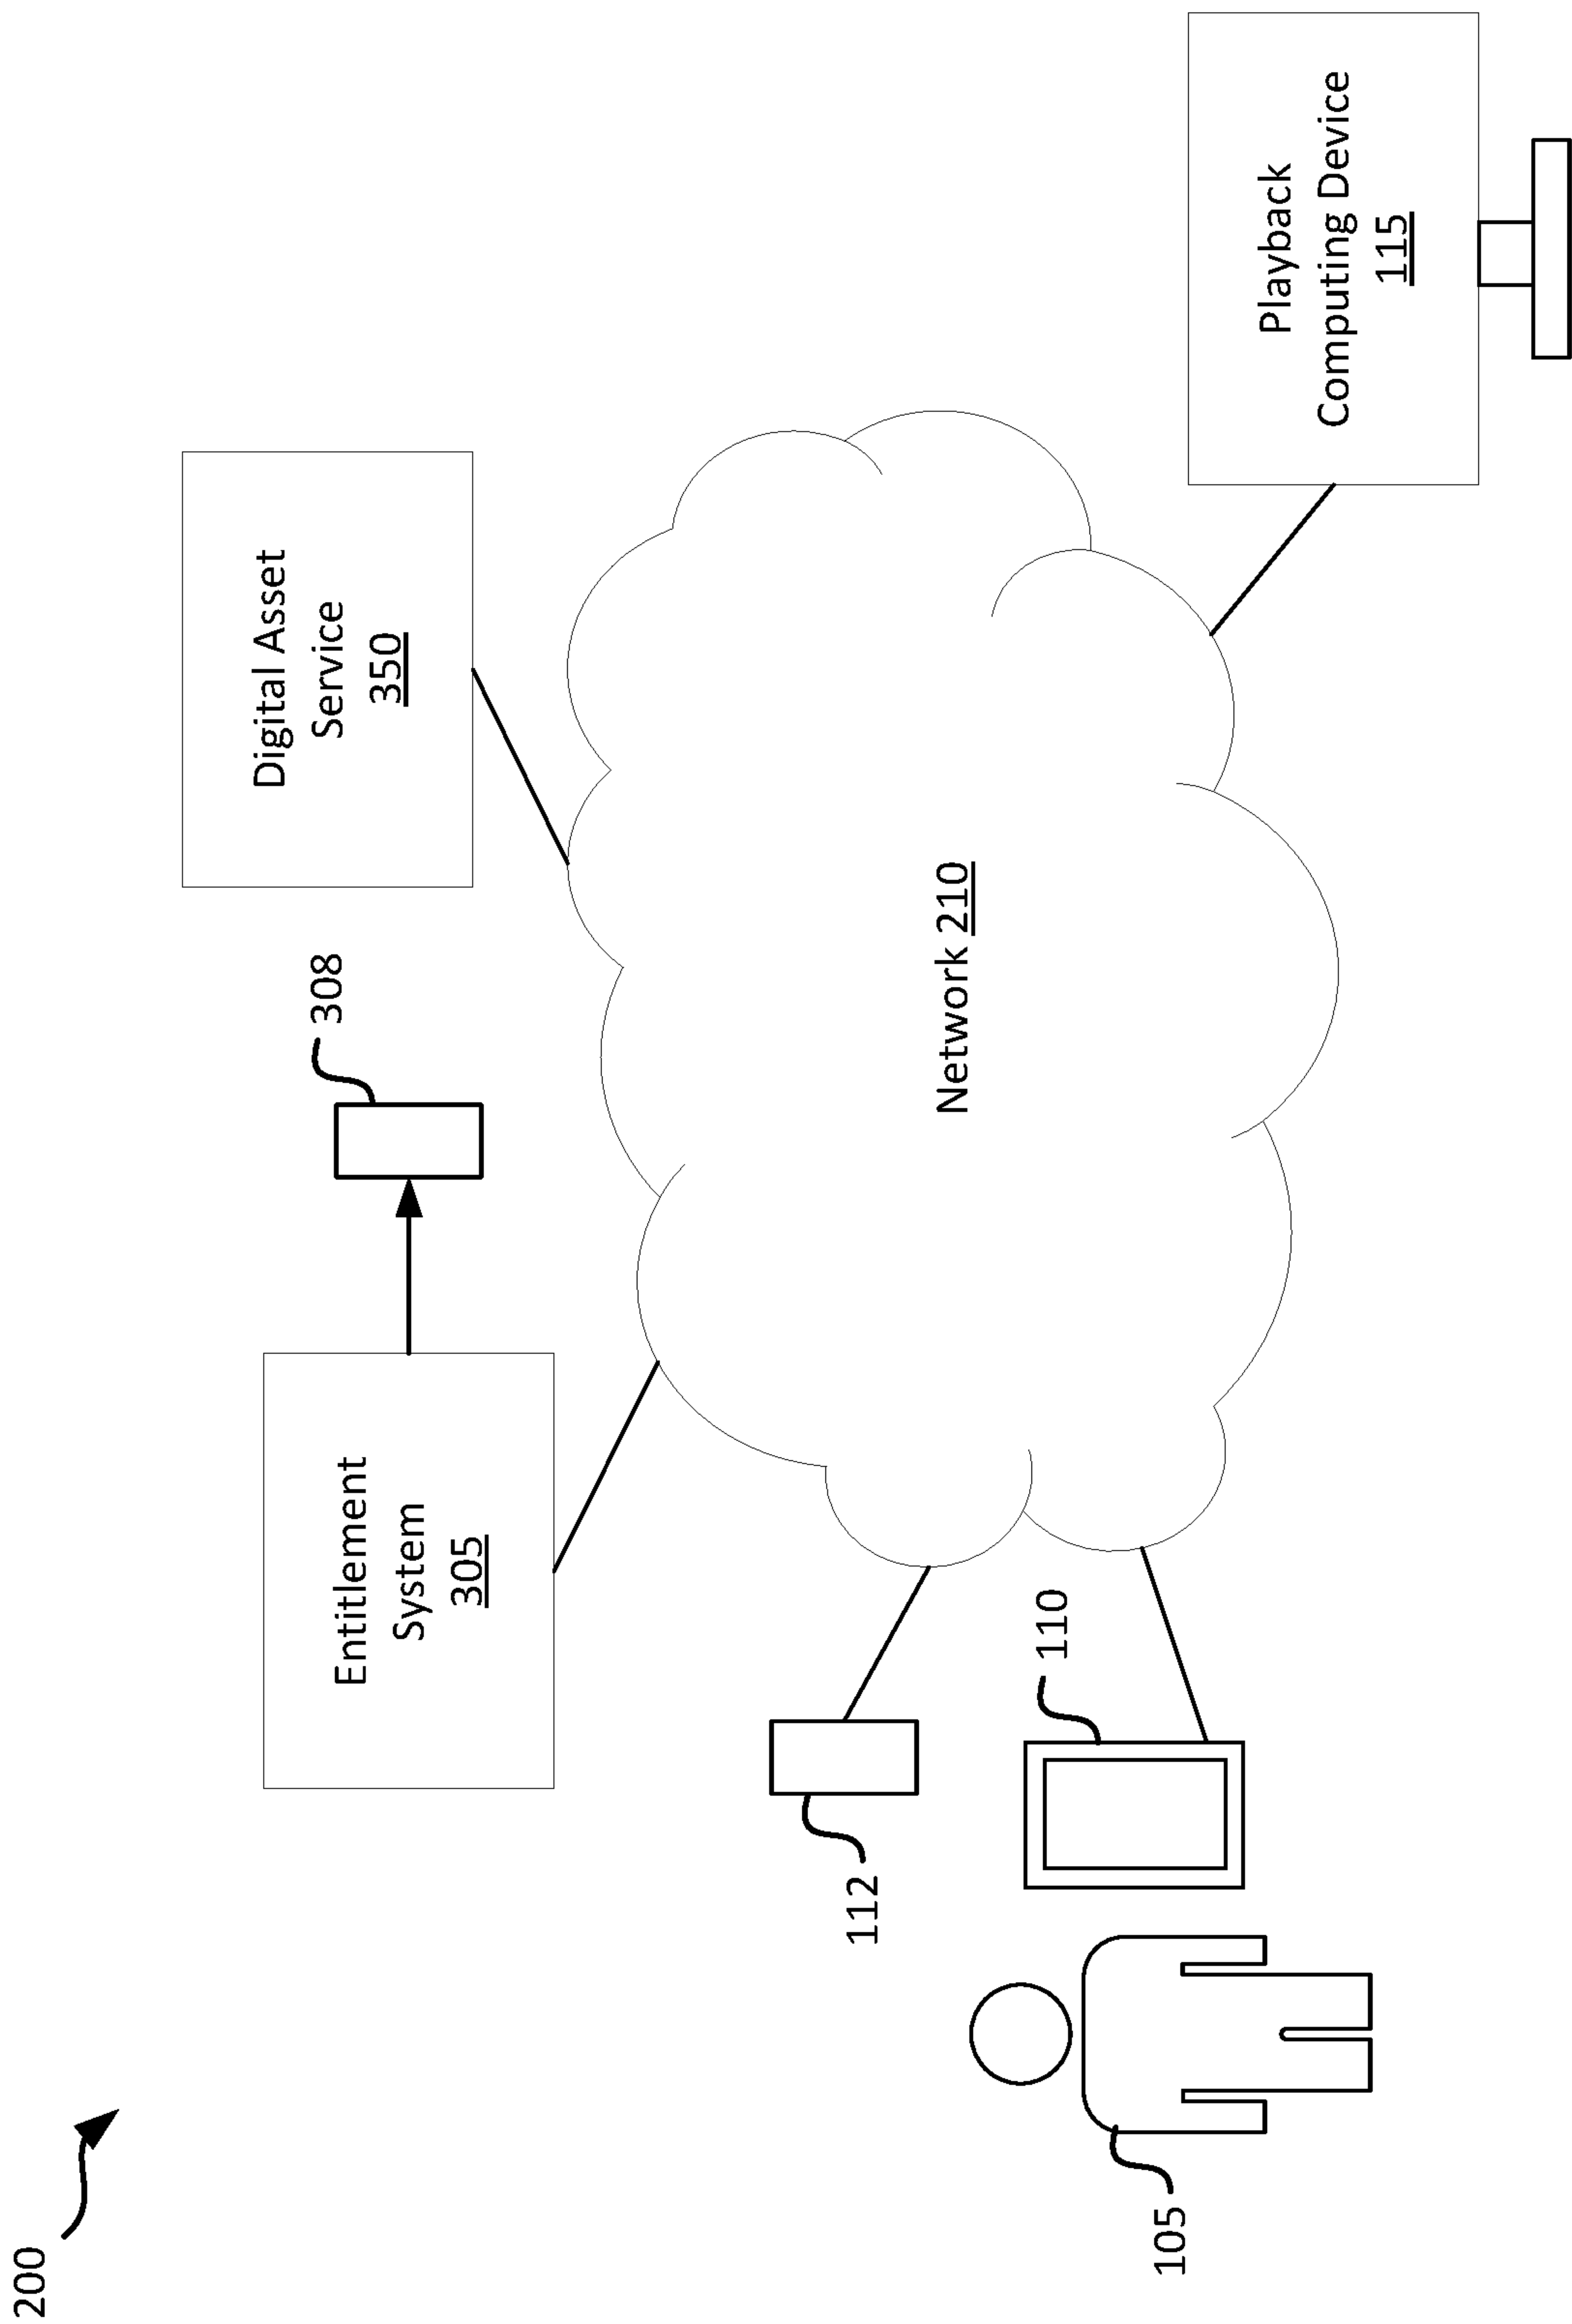 200
Entitlement
System
305
308
Digital Asset
Service
350
112
110
105
Network 210
Playback
Computing Device
115